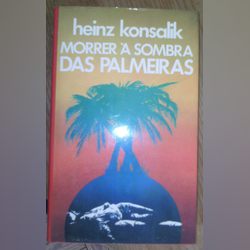 heinz konsalik
MORRER À SOMBRA
DAS PALMEIRAS